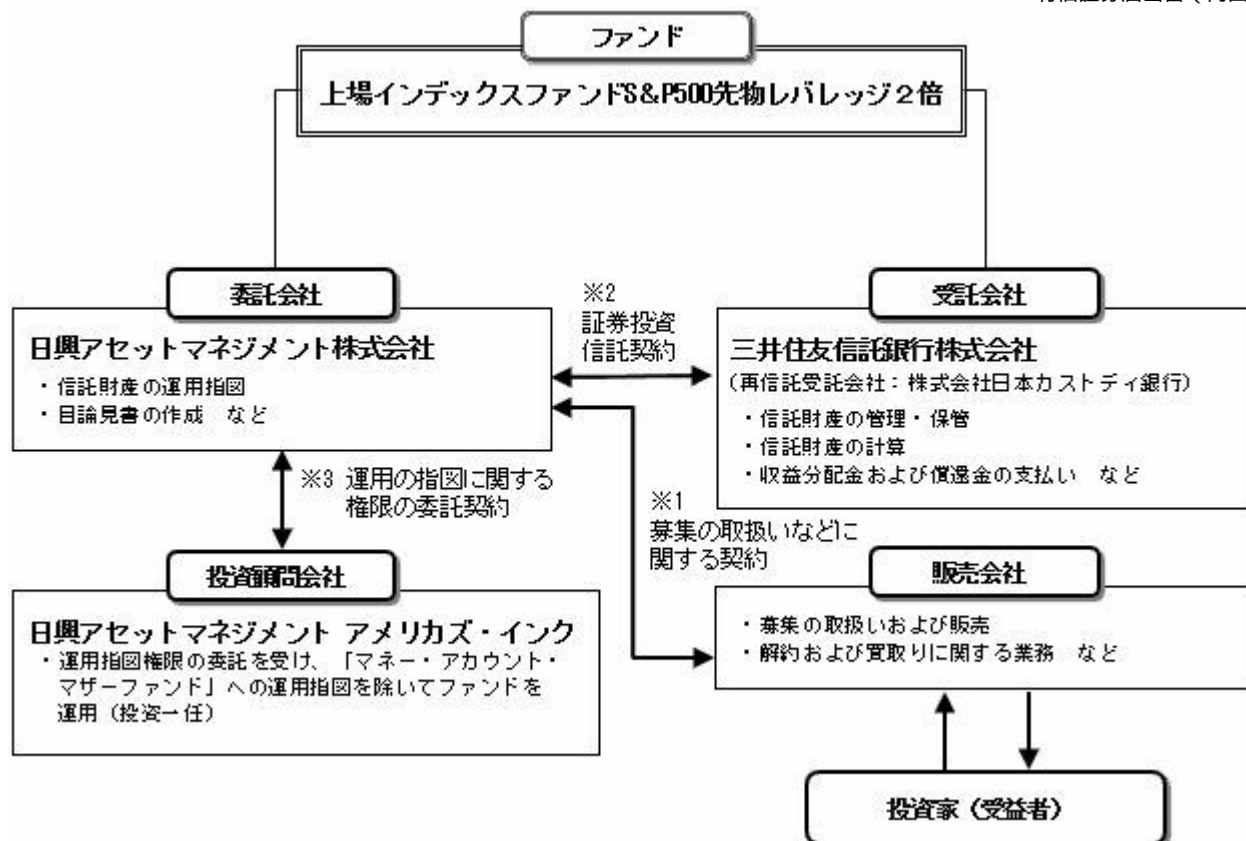 ファンド
上場インデックスファンドS&P500先物レバレッジ2倍
委託会社
日興アセットマネジメント株式会社
・信託財産の運用指図
・目論見書の作成 など
※2
証券投資
信託契約
受託会社
三井住友信託銀行株式会社
(再信託受託会社:株式会社日本カストディ銀行)
・信託財産の管理・保管
・信託財産の計算
・収益分配金および償還金の支払い など
※3 運用の指図に関する
権限の委託契約
※1
募集の取扱いなどに
関する契約
投資顧問会社
日興アセットマネジメント アメリカズ・インク
・運用指図権限の委託を受け、「マネー・アカウント・
マザーファンド」への運用指図を除いてファンドを
運用(投資一任)
販売会社
・募集の取扱いおよび販売
・解約および買取りに関する業務 など
投資家(受益者)